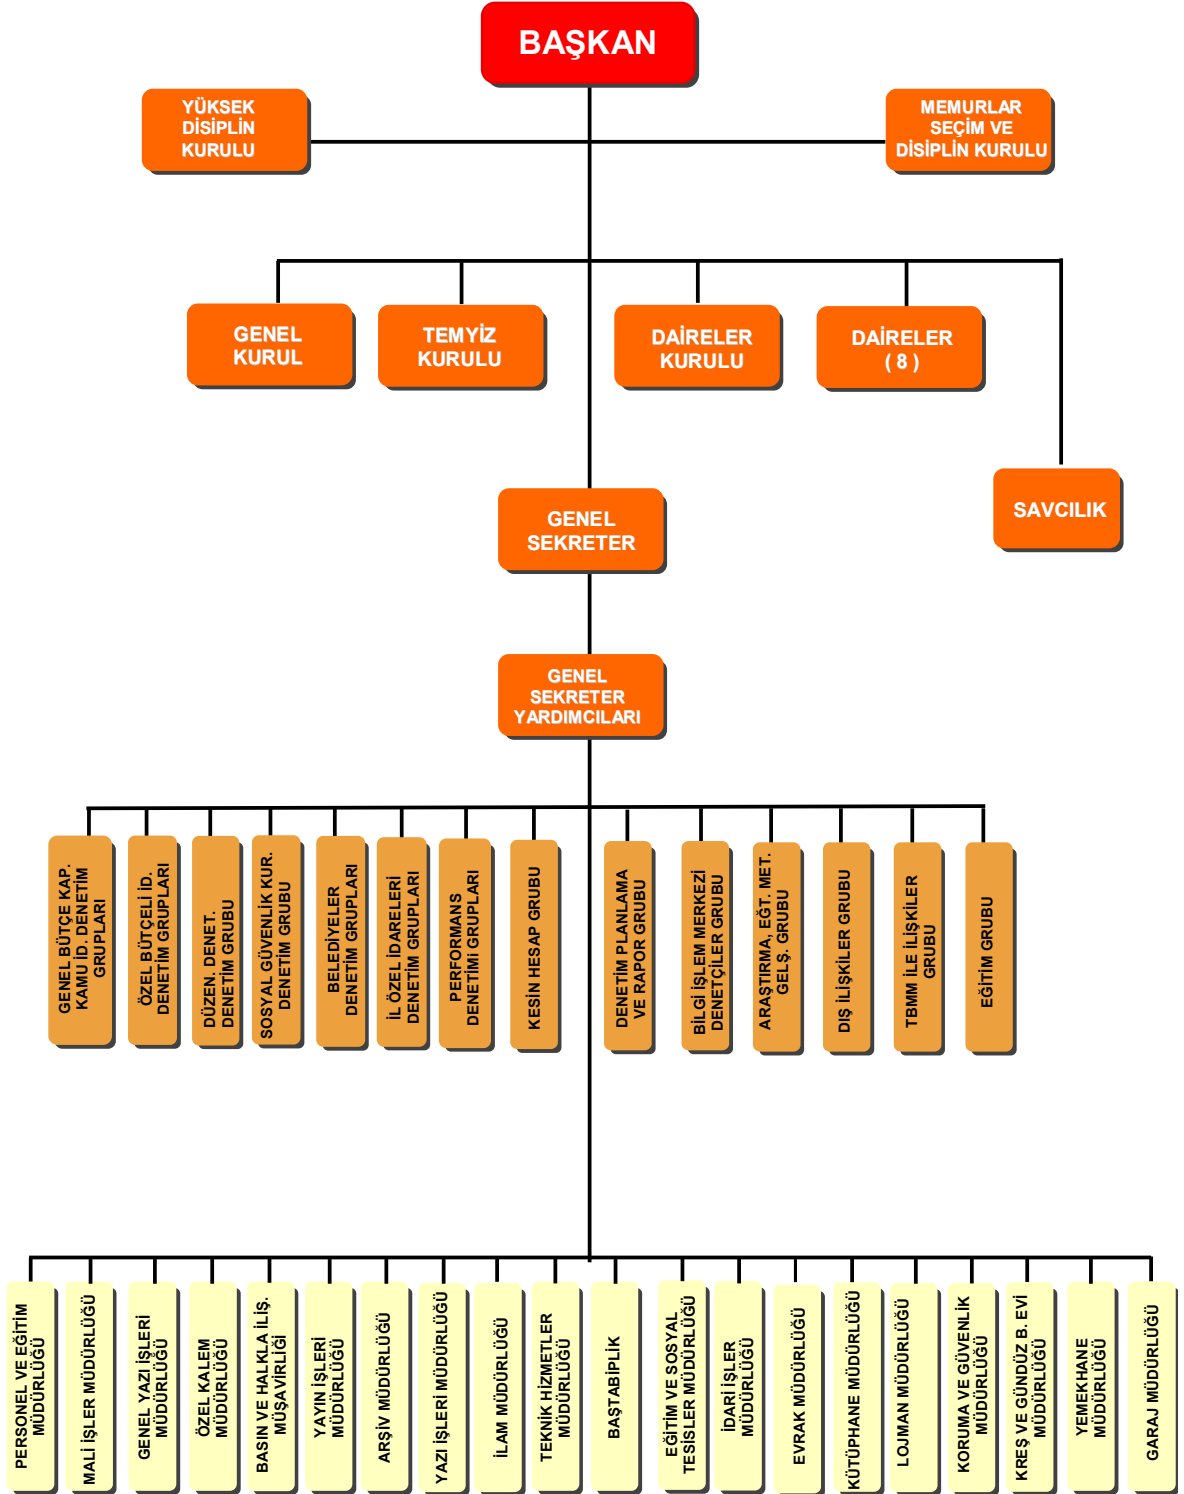 BAŞKAN
YÜKSEK
DİSİPLİN
KURULU
MEMURLAR
SEÇİM VE
DİSİPLİN KURULU
GENEL
KURUL
TEMYİZ
KURULU
DAİRELER
KURULU
DAİRELER
( 8 )
SAVCILIK
GENEL
SEKRETER
GENEL
SEKRETER
YARDIMCILARI
GENEL BÜTÇE KAP.
KAMU İD. DENETİM
GRUPLARI
ÖZEL BÜTÇELİ İD.
DENETİM GRUPLARI
DÜZEN. DENET.
DENETİM GRUBU
SOSYAL GÜVENLİK KUR.
DENETİM GRUBU
BELEDİYELER
DENETİM GRUPLARI
İL ÖZEL İDARELERİ
DENETİM GRUPLARI
PERFORMANS
DENETİMİ GRUPLARI
KESİN HESAP GRUBU
DENETİM PLANLAMA
VE RAPOR GRUBU
BİLGİ İŞLEM MERKEZİ
DENETÇİLER GRUBU
ARAŞTIRMA, EĞT. MET.
GELŞ. GRUBU
DIŞ İLİŞKİLER GRUBU
TBMM İLE İLİŞKİLER
GRUBU
EĞİTİM GRUBU
PERSONEL VE EĞİTİM
MÜDÜRLÜĞÜ
MALİ İŞLER MÜDÜRLÜĞÜ
GENEL YAZI İŞLERİ
MÜDÜRLÜĞÜ
ÖZEL KALEM
MÜDÜRLÜĞÜ
BASIN VE HALKLA İLİŞ.
MÜŞAVİRLİĞİ
YAYIN İŞLERİ
MÜDÜRLÜĞÜ
ARŞİV MÜDÜRLÜĞÜ
YAZI İŞLERİ MÜDÜRLÜĞÜ
İLAM MÜDÜRLÜĞÜ
TEKNİK HİZMETLER
MÜDÜRLÜĞÜ
BAŞTABİPLİK
EĞİTİM VE SOSYAL
TESİSLER MÜDÜRLÜĞÜ
İDARİ İŞLER
MÜDÜRLÜĞÜ
EVRAK MÜDÜRLÜĞÜ
KÜTÜPHANE MÜDÜRLÜĞÜ
LOJMAN MÜDÜRLÜĞÜ
KORUMA VE GÜVENLİK
MÜDÜRLÜĞÜ
KREŞ VE GÜNDÜZ B. EVİ
MÜDÜRLÜĞÜ
YEMEKHANE
MÜDÜRLÜĞÜ
GARAJ MÜDÜRLÜĞÜ